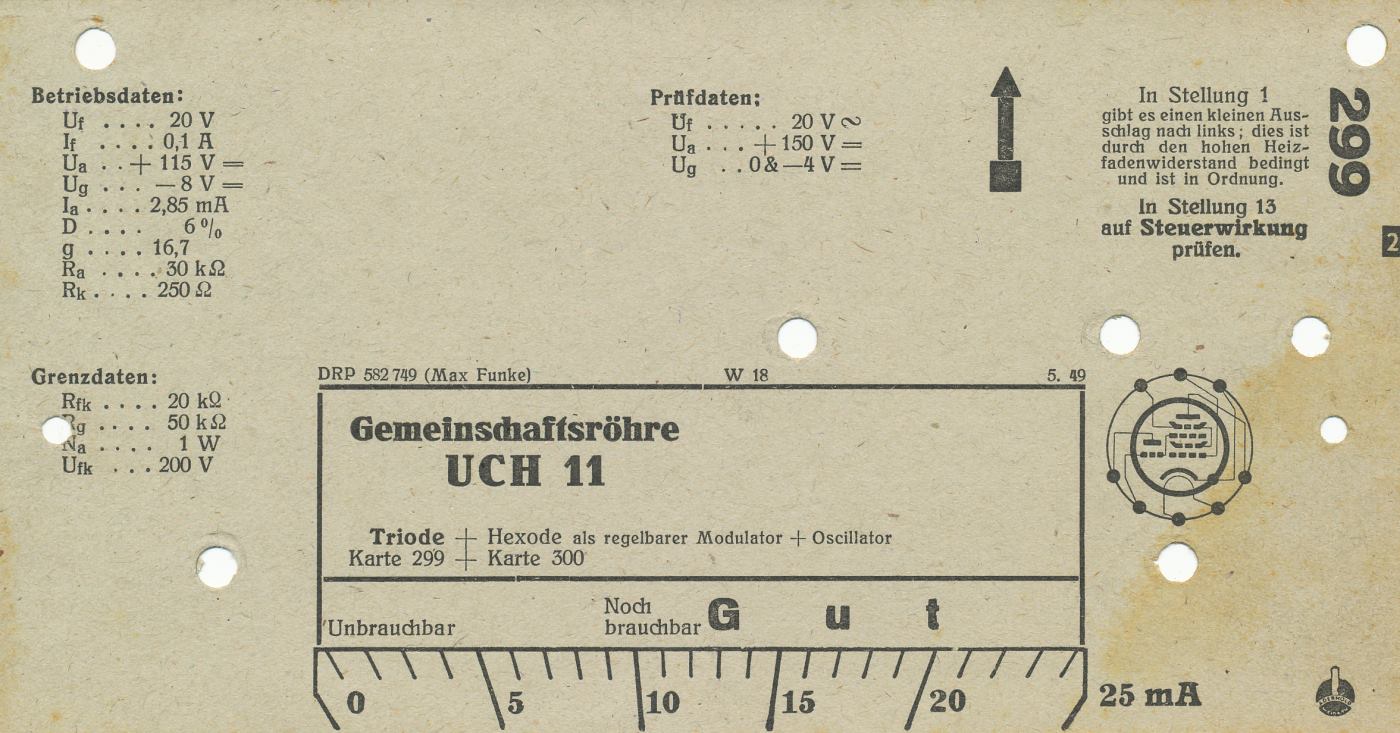 Betriebsdaten:
Uf .... 20 V
If .... 0,1 A
Ua .. + 115 V =
Ug ... — 8 V =
Ia .... 2,85 mA
D .... 6 %
g .... 16,7
Ra .... 30 kΩ
Rk .... 250 Ω
Prüfdaten:
Uf ..... 20 V ~
Ua ... + 150 V =
Ug .. 0 & —4 V =
In Stellung 1
gibt es einen kleinen Aus-
schlag nach links; dies ist
durch den hohen Heiz-
fadenwiderstand bedingt
und ist in Ordnung.
In Stellung 13
auf Steuerwirkung
prüfen.
299
2
Grenzdaten:
Rfk .... 20 kΩ
Rg .... 50 kΩ
Na .... 1 W
Ufk ... 200 V
DRP 582 749 (Max Funke) W 18 5. 49
Gemeinschaftsröhre
UCH 11
Triode + Hexode als regelbarer Modulator + Oscillator
Karte 299 + Karte 300
Unbrauchbar
Noch
brauchbar
Gut
0 5 10 15 20 25 mA